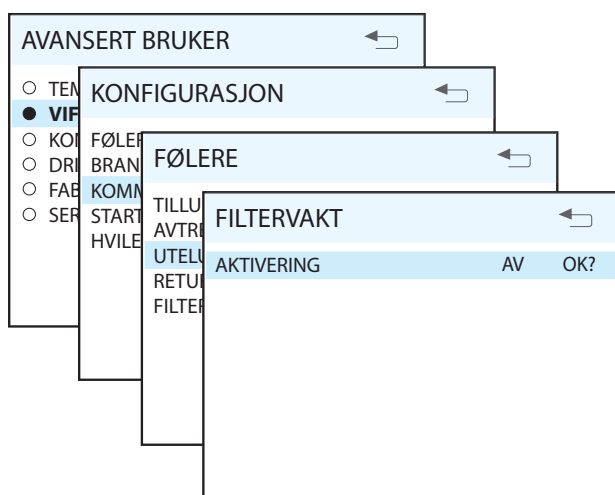 AVANSERT BRUKER
TEM
VIF
KON
DRI
FAB
SER
KONFIGURASJON
FØLER
BRAN
KOMM
START
HVILE
FØLERE
TILLU
AVTRE
UTELU
RETUR
FILTER
FILTERVAKT
AKTIVERING AV OK?